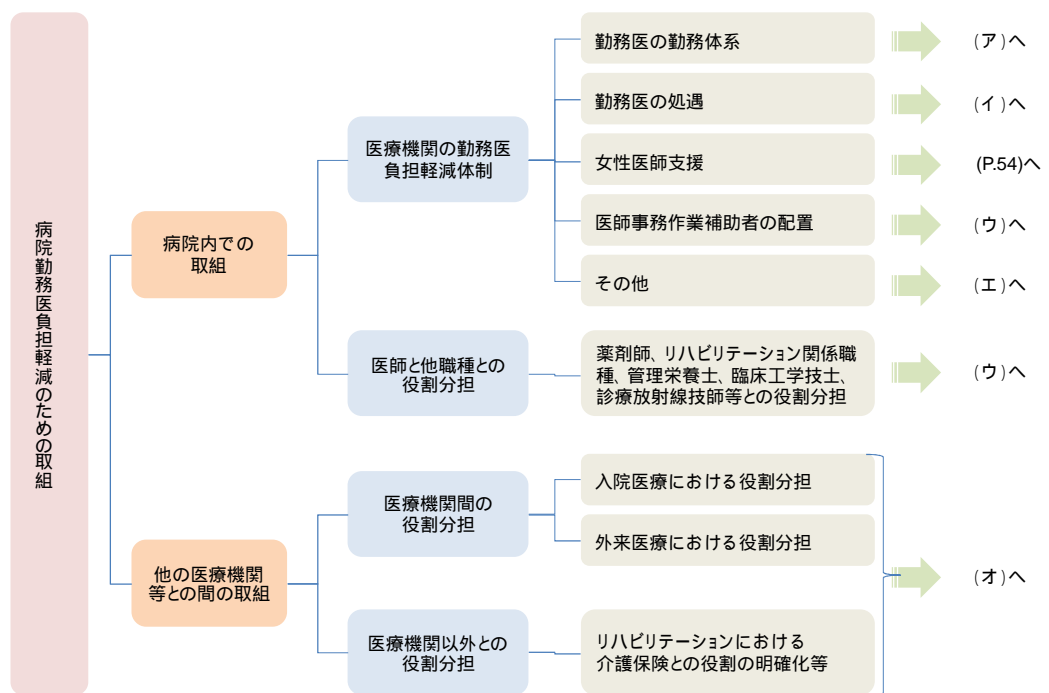 病院勤務医負担軽減のための取組
病院内での
取組
医療機関の勤務医
負担軽減体制
勤務医の勤務体系
(ア)へ
勤務医の処遇
(イ)へ
女性医師支援
(P.54)へ
医師事務作業補助者の配置
(ウ)へ
その他
(エ)へ
医師と他職種との
役割分担
薬剤師、リハビリテーション関係職
種、管理栄養士、臨床工学技士、
診療放射線技師等との役割分担
(ウ)へ
他の医療機関
等との間の取組
医療機関間の
役割分担
入院医療における役割分担
外来医療における役割分担
医療機関以外との
役割分担
リハビリテーションにおける
介護保険との役割の明確化等
(オ)へ